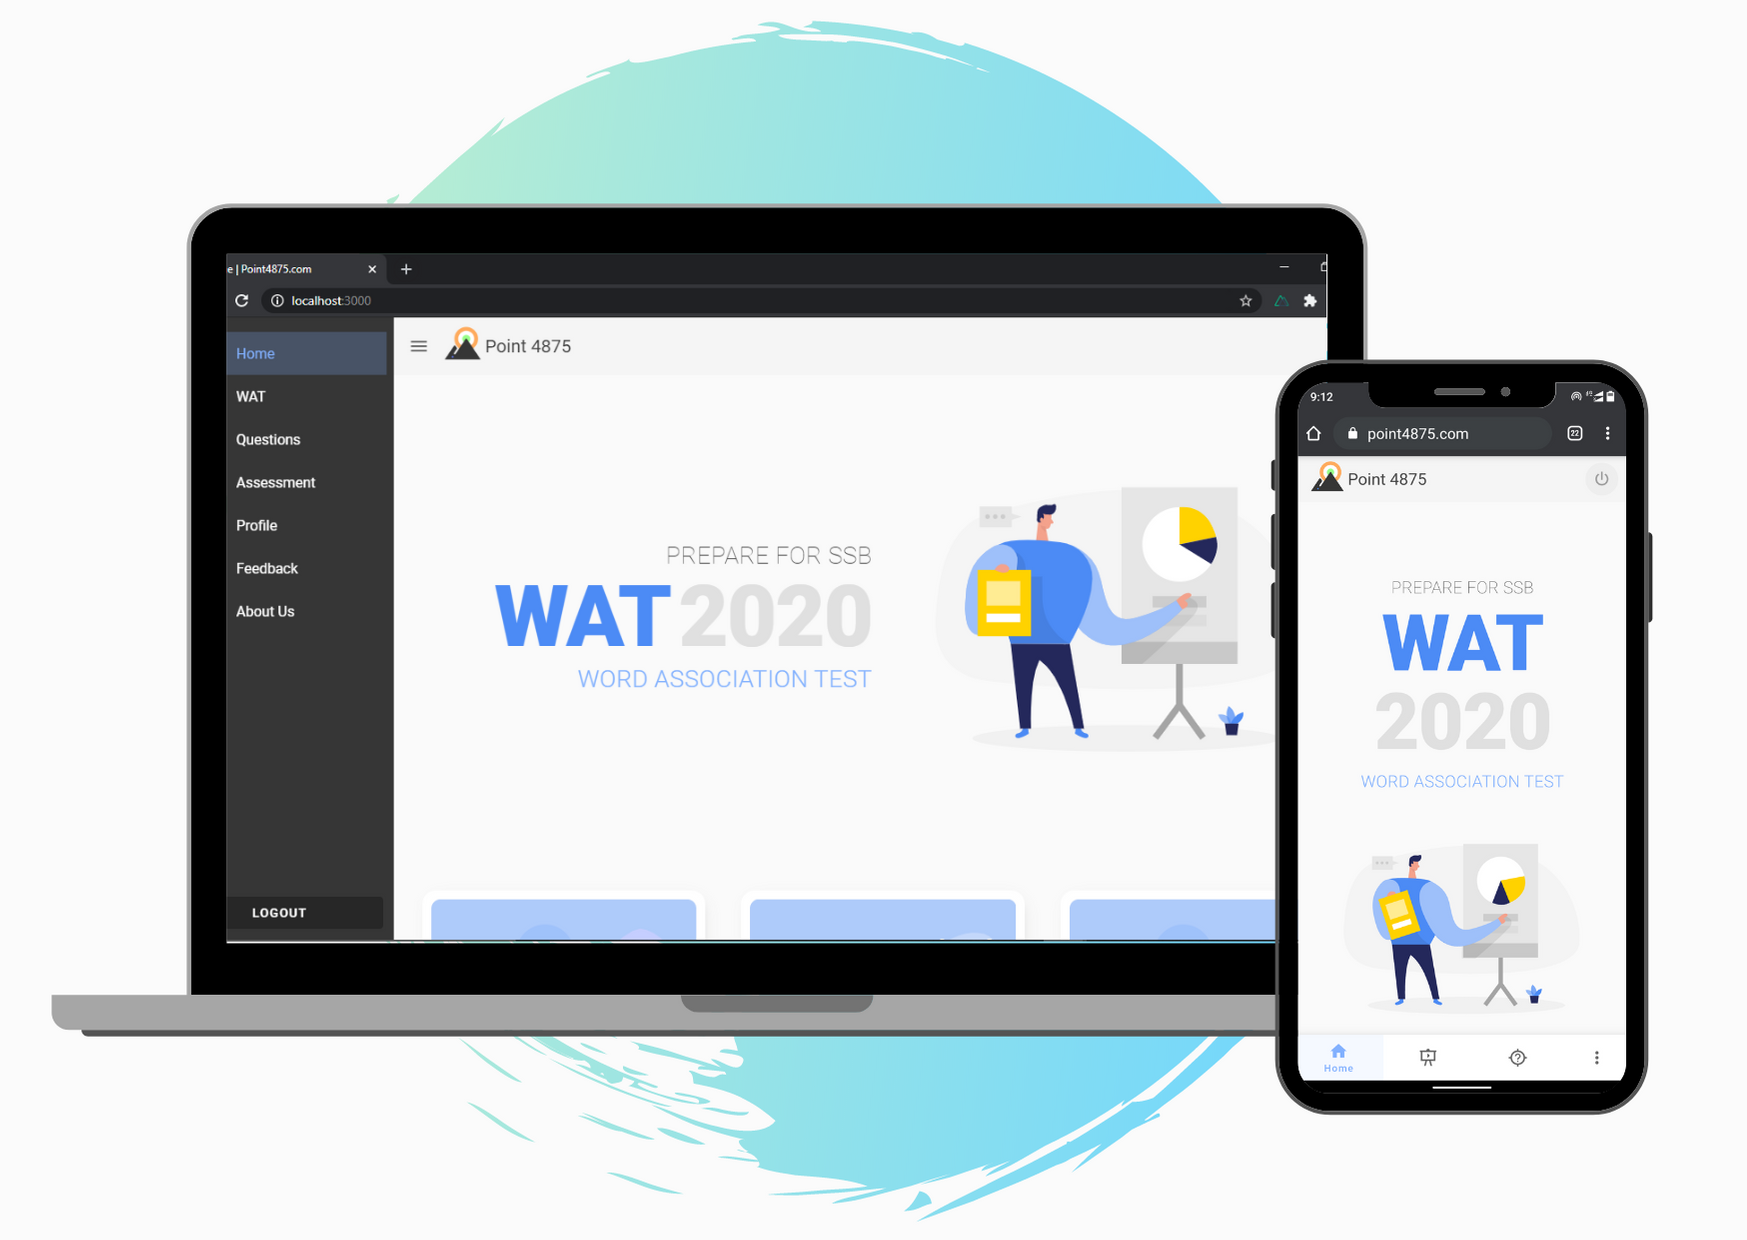 e | Point4875.com
localhost:3000
Home
WAT
Questions
Assessment
Profile
Feedback
About Us
LOGOUT
Point 4875
PREPARE FOR SSB
WAT 2020
WORD ASSOCIATION TEST
9:12
point4875.com
22
Point 4875
PREPARE FOR SSB
WAT
2020
WORD ASSOCIATION TEST
Home